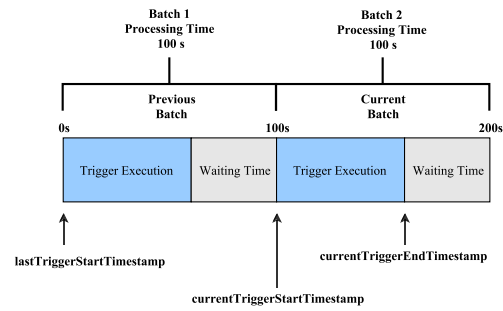 Batch 1
Processing Time
100 s
Batch 2
Processing Time
100 s
Previous
Batch
Current
Batch
0s
100s
200s
Trigger Execution
Waiting Time
Trigger Execution
Waiting Time
lastTriggerStartTimestamp
currentTriggerEndTimestamp
currentTriggerStartTimestamp